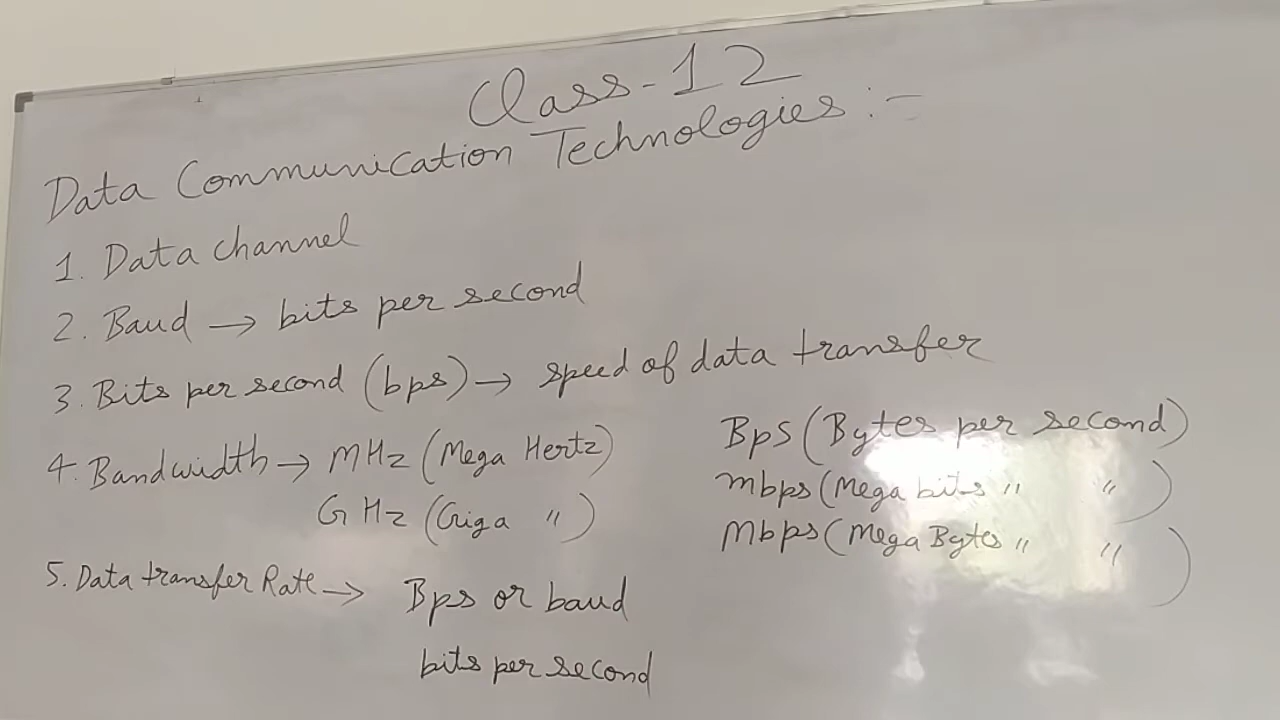 Class-12
Data Communication Technologies:-
1. Data channel
2. Baud → bits per second
3. Bits per second (bps) → speed of data transfer
Bps (Bytes per second)
4. Bandwidth → MHz (Mega Hertz)
mbps (Mega bits " ")
GHz (Giga ")
Mbps (Mega Bytes " ")
5. Data transfer Rate → Bps or baud
bits per second